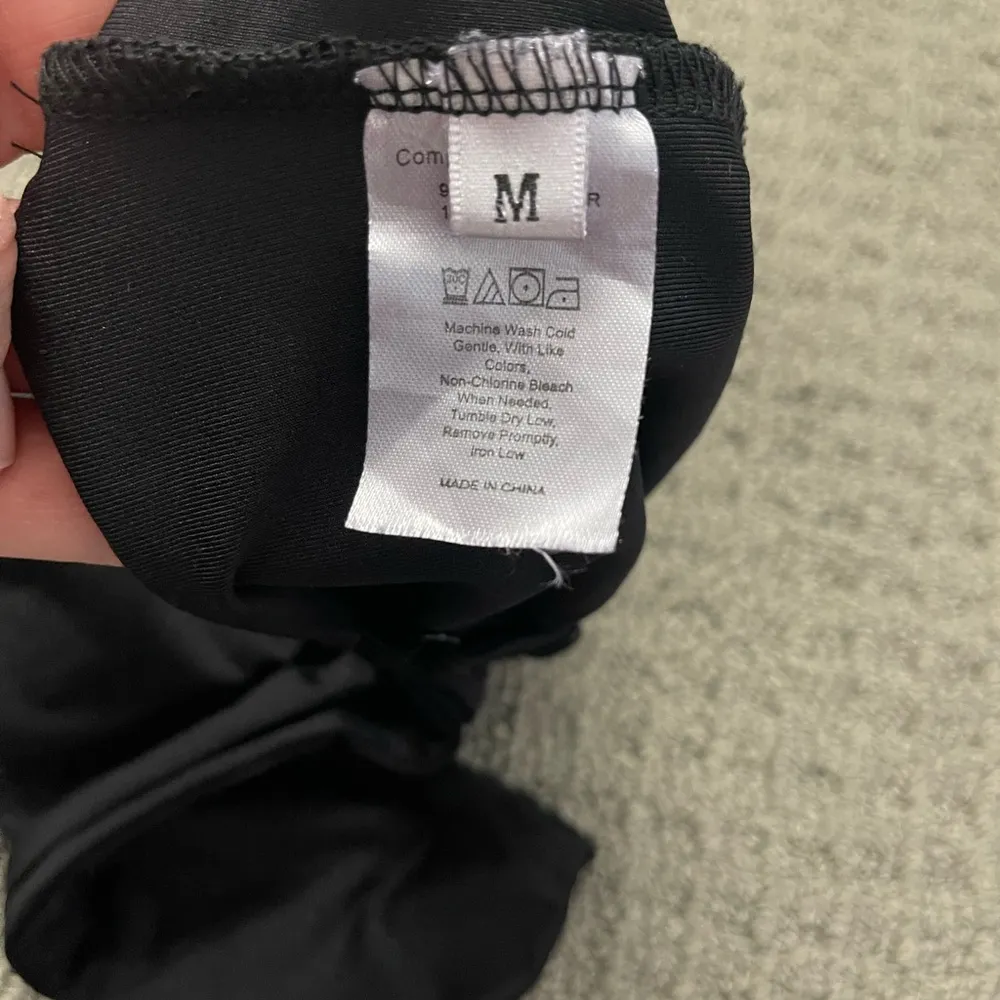 M
Machine Wash Cold
Gentle, With Like
Colors,
Non-Chlorine Bleach
When Needed,
Tumble Dry Low,
Remove Promptly,
Iron Low
MADE IN CHINA